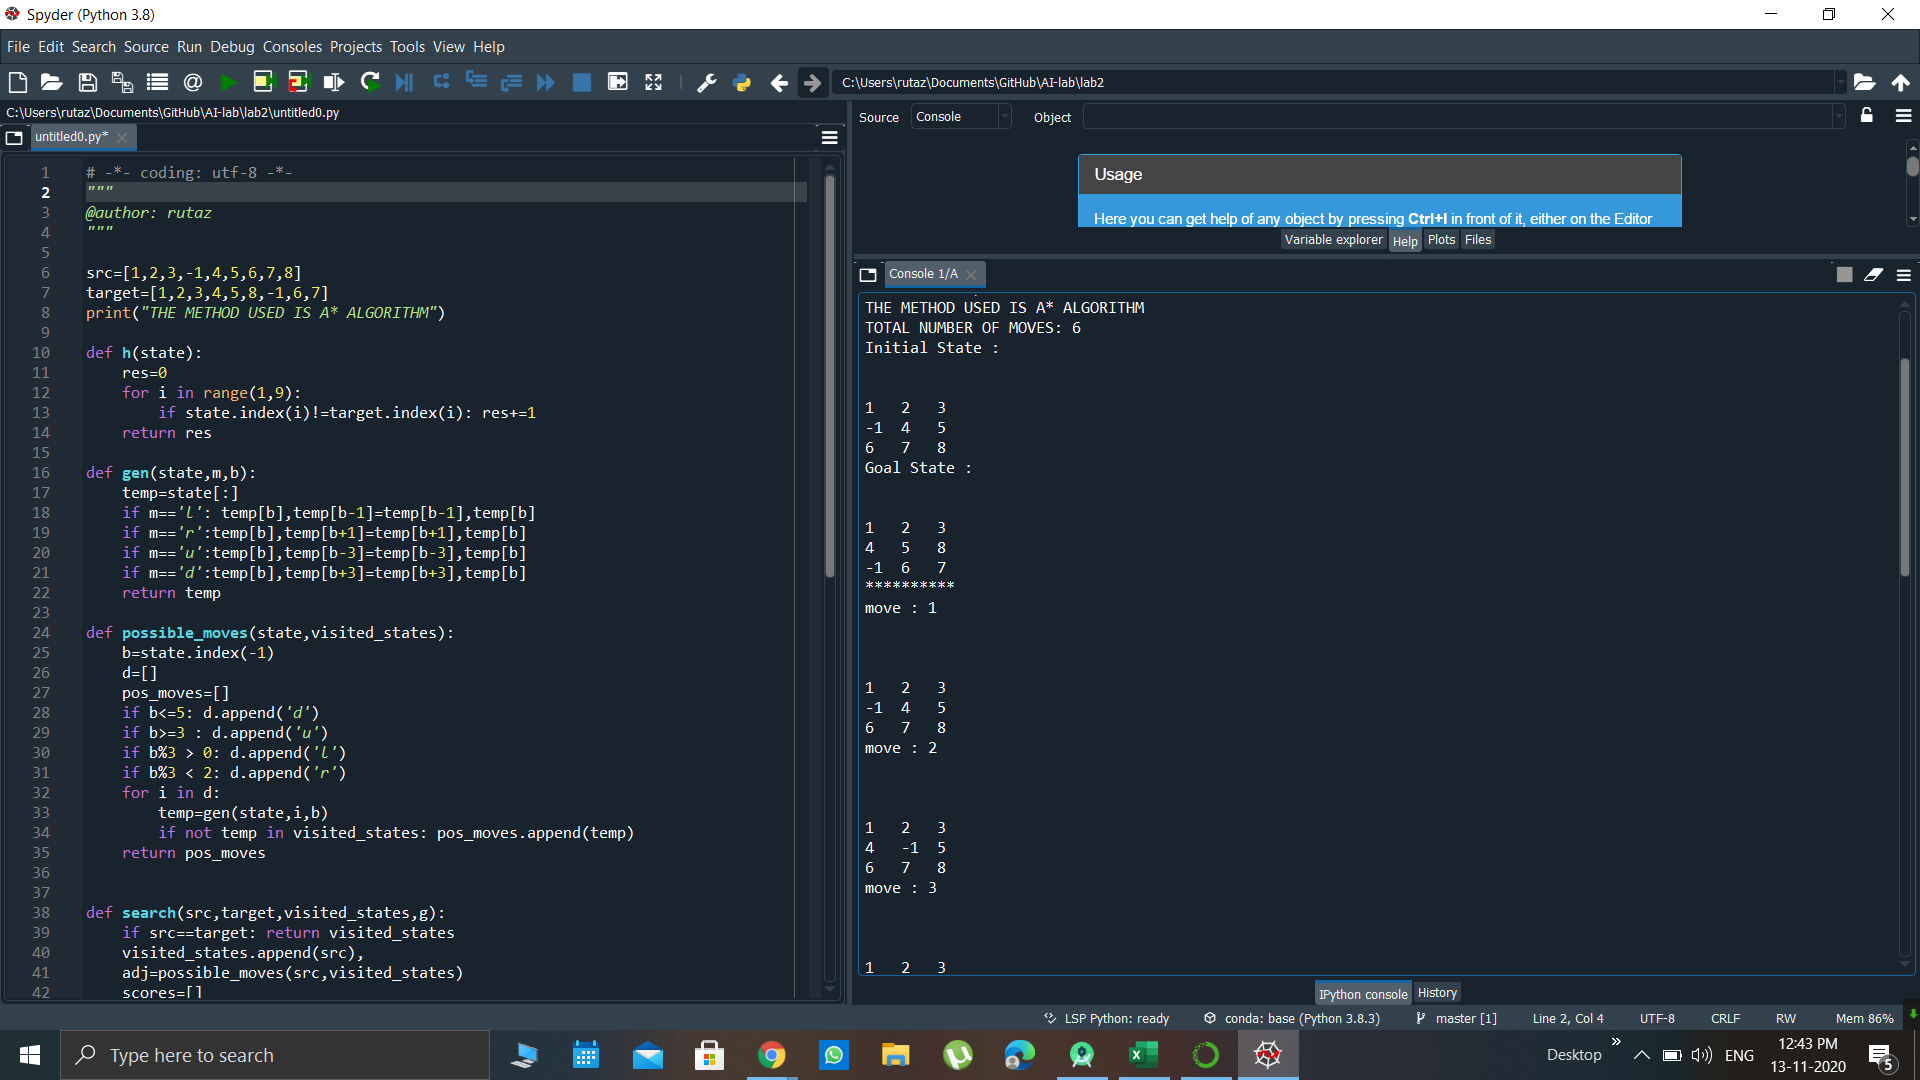 Spyder (Python 3.8)
File Edit Search Source Run Debug Consoles Projects Tools View Help
C:\Users\rutaz\Documents\GitHub\AI-lab\lab2
C:\Users\rutaz\Documents\GitHub\AI-lab\lab2\untitled0.py
untitled0.py*
1 # -*- coding: utf-8 -*-
2 """
3 @author: rutaz
4 """
5
6 src=[1,2,3,-1,4,5,6,7,8]
7 target=[1,2,3,4,5,8,-1,6,7]
8 print("THE METHOD USED IS A* ALGORITHM")
9
10 def h(state):
11     res=0
12     for i in range(1,9):
13         if state.index(i)!=target.index(i): res+=1
14     return res
15
16 def gen(state,m,b):
17     temp=state[:]
18     if m=='l': temp[b],temp[b-1]=temp[b-1],temp[b]
19     if m=='r':temp[b],temp[b+1]=temp[b+1],temp[b]
20     if m=='u':temp[b],temp[b-3]=temp[b-3],temp[b]
21     if m=='d':temp[b],temp[b+3]=temp[b+3],temp[b]
22     return temp
23
24 def possible_moves(state,visited_states):
25     b=state.index(-1)
26     d=[]
27     pos_moves=[]
28     if b<=5: d.append('d')
29     if b>=3 : d.append('u')
30     if b%3 > 0: d.append('l')
31     if b%3 < 2: d.append('r')
32     for i in d:
33         temp=gen(state,i,b)
34         if not temp in visited_states: pos_moves.append(temp)
35     return pos_moves
36
37
38 def search(src,target,visited_states,g):
39     if src==target: return visited_states
40     visited_states.append(src),
41     adj=possible_moves(src,visited_states)
42     scores=[]
Source Console Object
Usage
Here you can get help of any object by pressing Ctrl+I in front of it, either on the Editor
Variable explorer Help Plots Files
Console 1/A
THE METHOD USED IS A* ALGORITHM
TOTAL NUMBER OF MOVES: 6
Initial State :
1 2 3
-1 4 5
6 7 8
Goal State :
1 2 3
4 5 8
-1 6 7
**********
move : 1
1 2 3
-1 4 5
6 7 8
move : 2
1 2 3
4 -1 5
6 7 8
move : 3
1 2 3
IPython console History
LSP Python: ready conda: base (Python 3.8.3) master [1] Line 2, Col 4 UTF-8 CRLF RW Mem 86%
Type here to search
Desktop » ENG
12:43 PM
13-11-2020
5